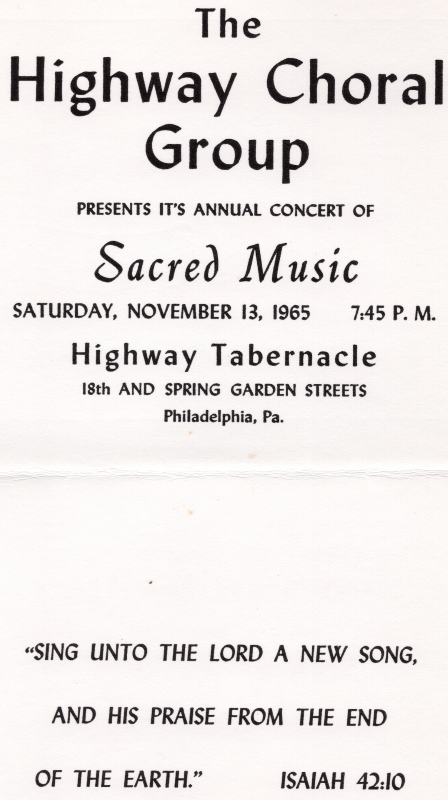 The
Highway Choral
Group
PRESENTS IT'S ANNUAL CONCERT OF
Sacred Music
SATURDAY, NOVEMBER 13, 1965 7:45 P. M.
Highway Tabernacle
18th AND SPRING GARDEN STREETS
Philadelphia, Pa.
"SING UNTO THE LORD A NEW SONG,
AND HIS PRAISE FROM THE END
OF THE EARTH." ISAIAH 42:10